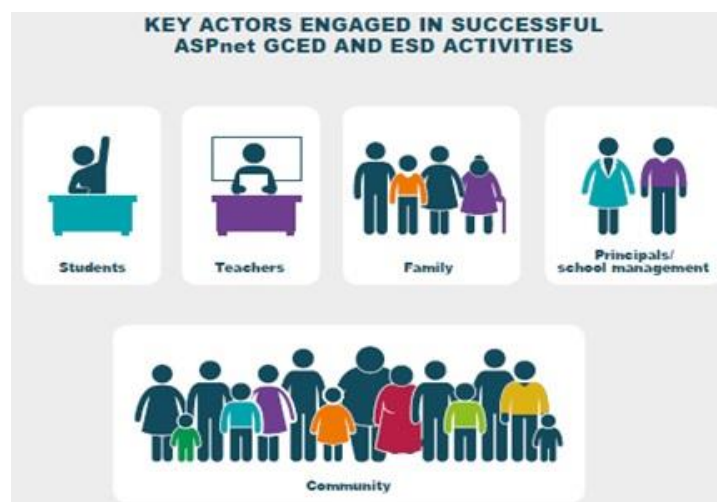 KEY ACTORS ENGAGED IN SUCCESSFUL
ASPnet GCED AND ESD ACTIVITIES
Students
Teachers
Family
Principals/
school management
Community